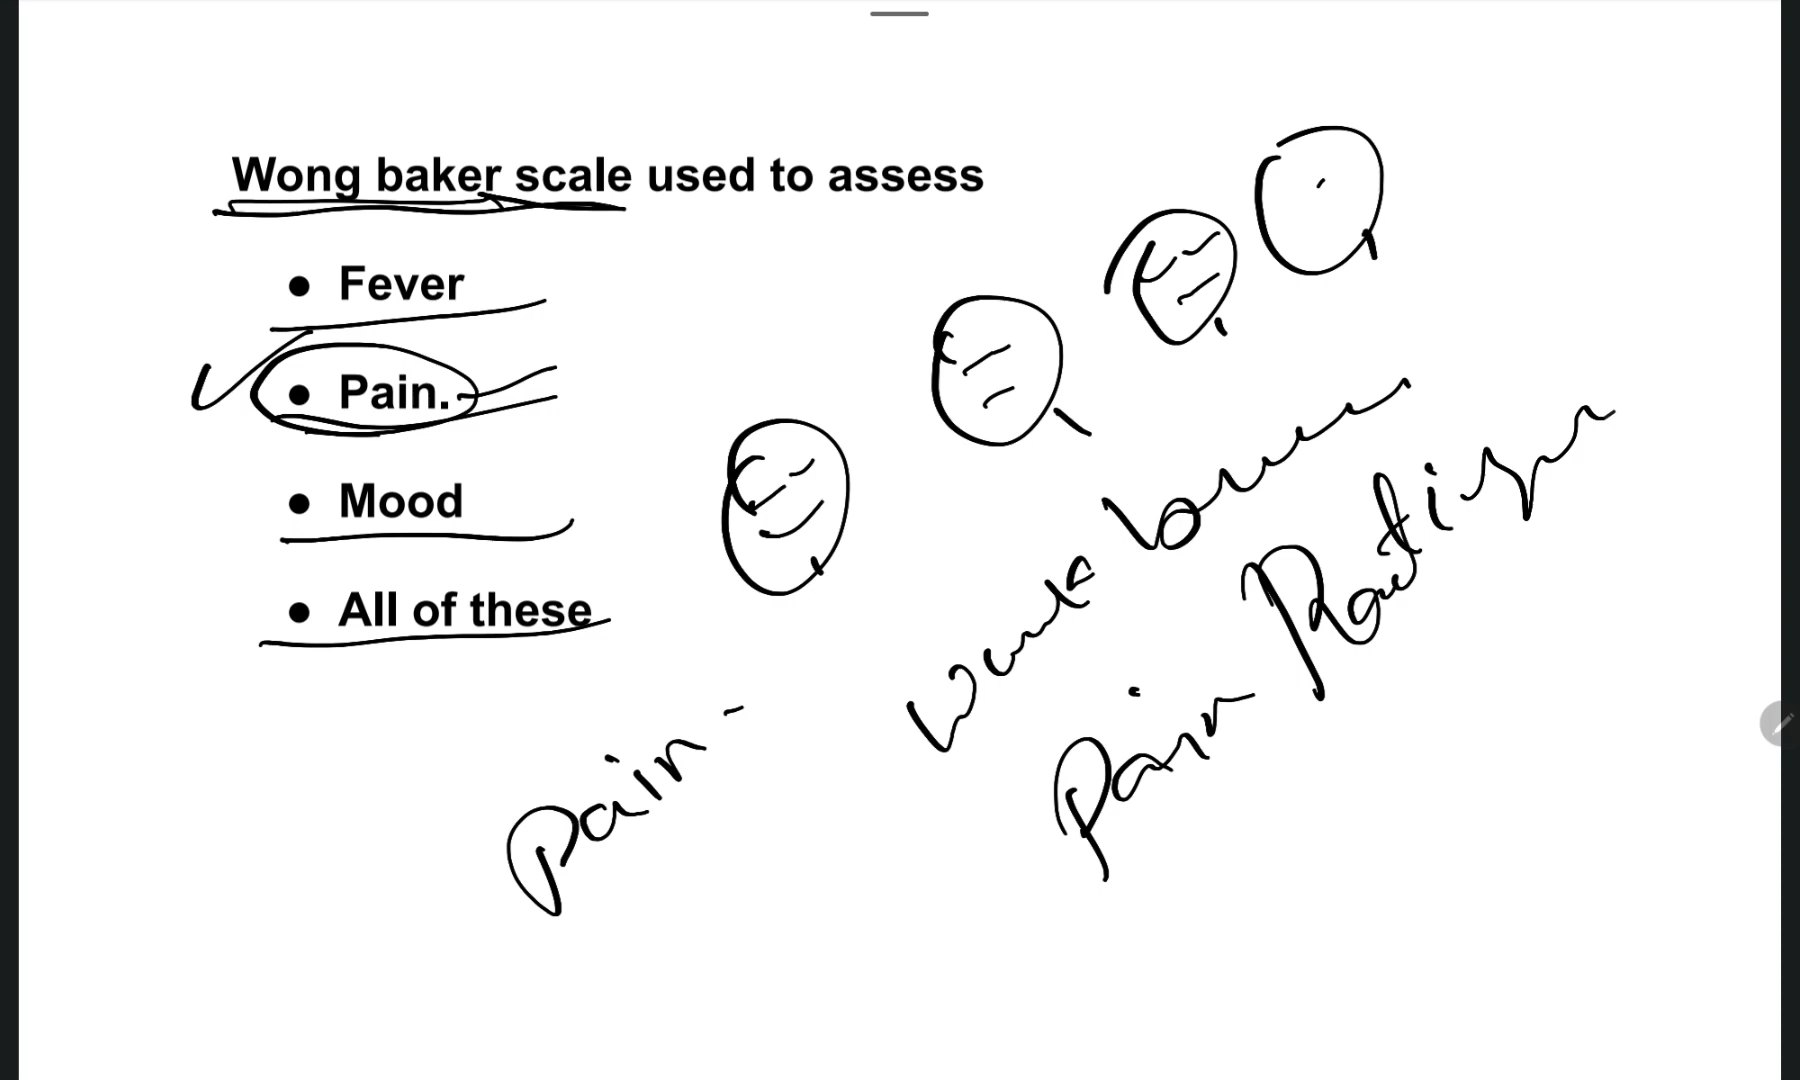 Wong baker scale used to assess
● Fever
● Pain.
● Mood
● All of these
Pain -
Pain Rating